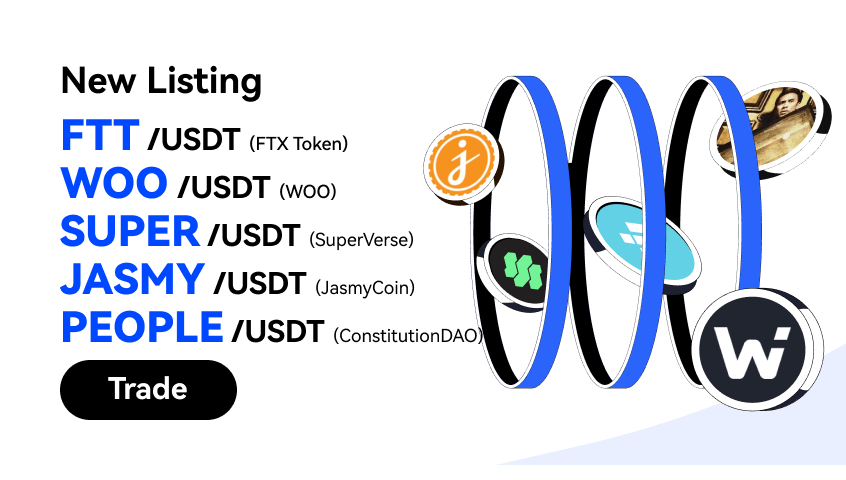 New Listing
FTT /USDT (FTX Token)
WOO /USDT (WOO)
SUPER /USDT (SuperVerse)
JASMY /USDT (JasmyCoin)
PEOPLE /USDT (ConstitutionDAO)
Trade